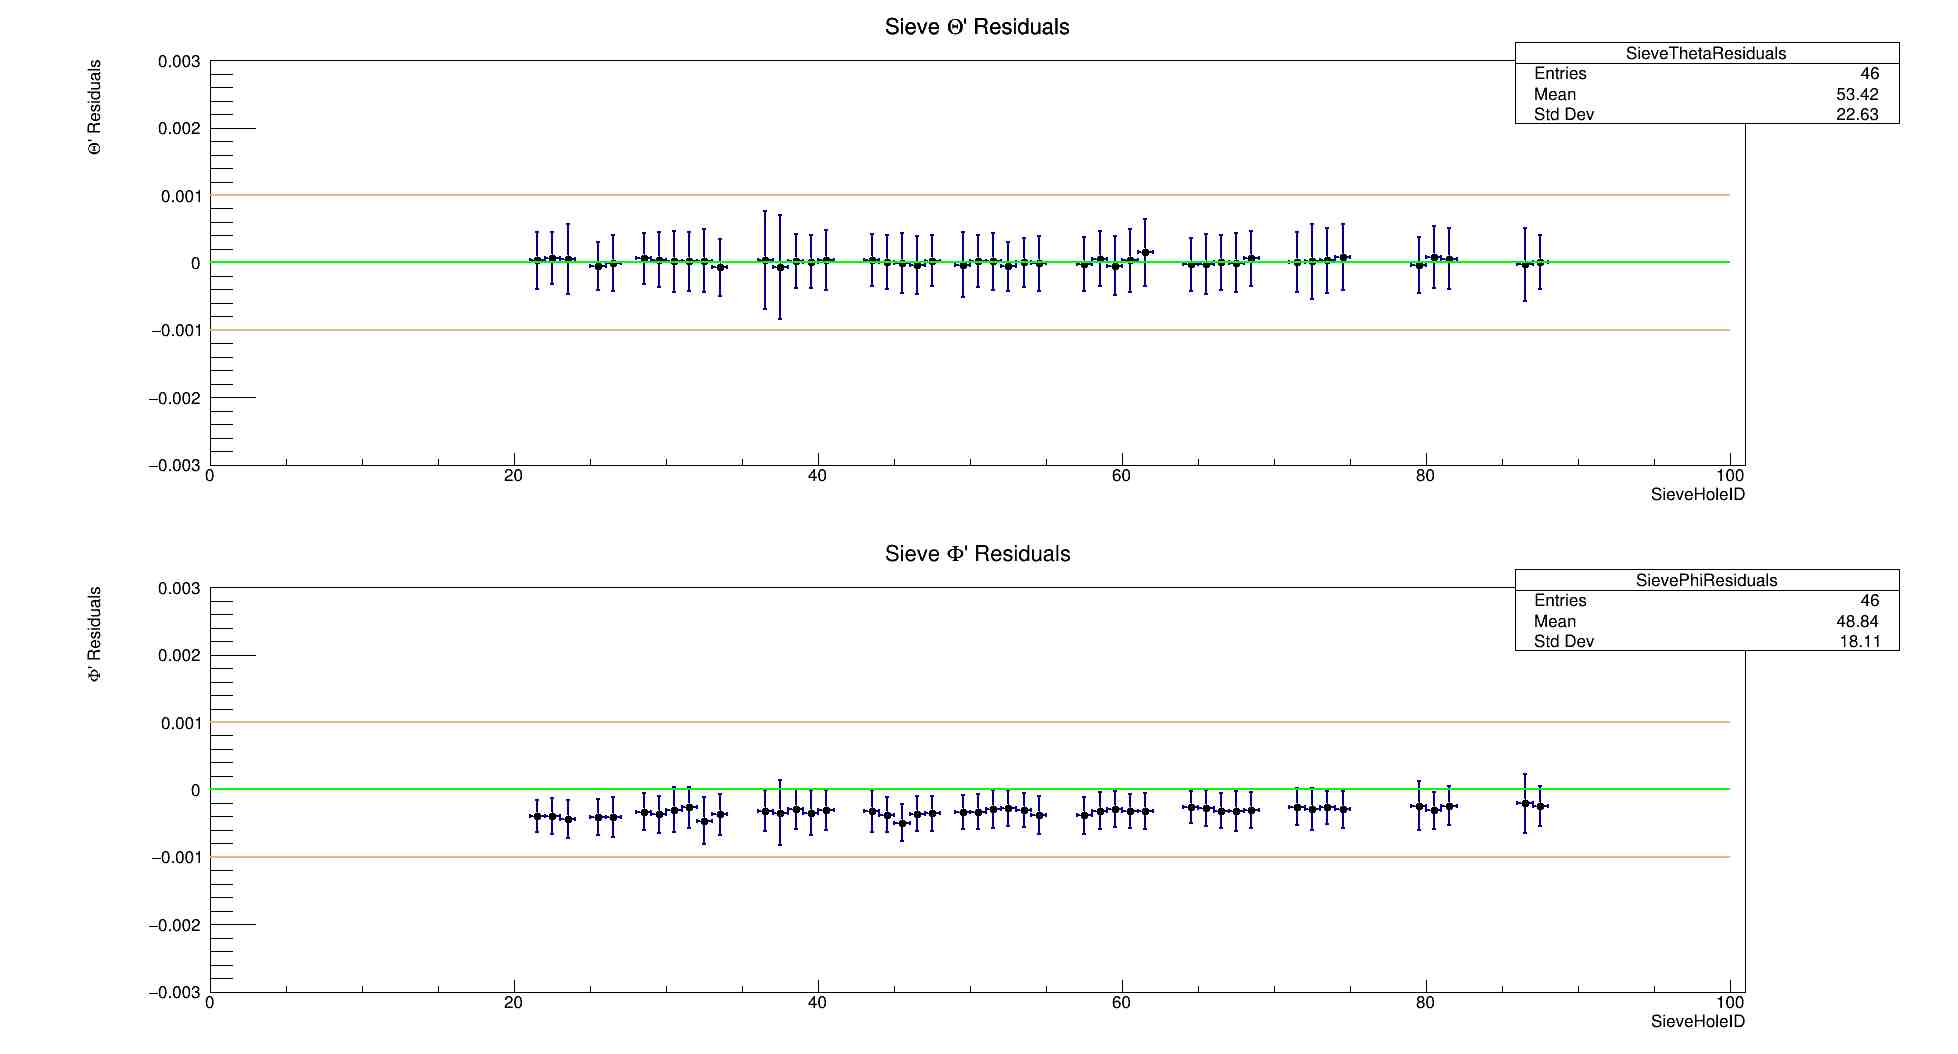 Sieve Θ' Residuals
Θ' Residuals
SieveThetaResiduals
Entries 46
Mean 53.42
Std Dev 22.63
0.003
0.002
0.001
0
−0.001
−0.002
−0.003
0 20 40 60 80 100
SieveHoleID
Sieve Φ' Residuals
Φ' Residuals
SievePhiResiduals
Entries 46
Mean 48.84
Std Dev 18.11
0.003
0.002
0.001
0
−0.001
−0.002
−0.003
0 20 40 60 80 100
SieveHoleID